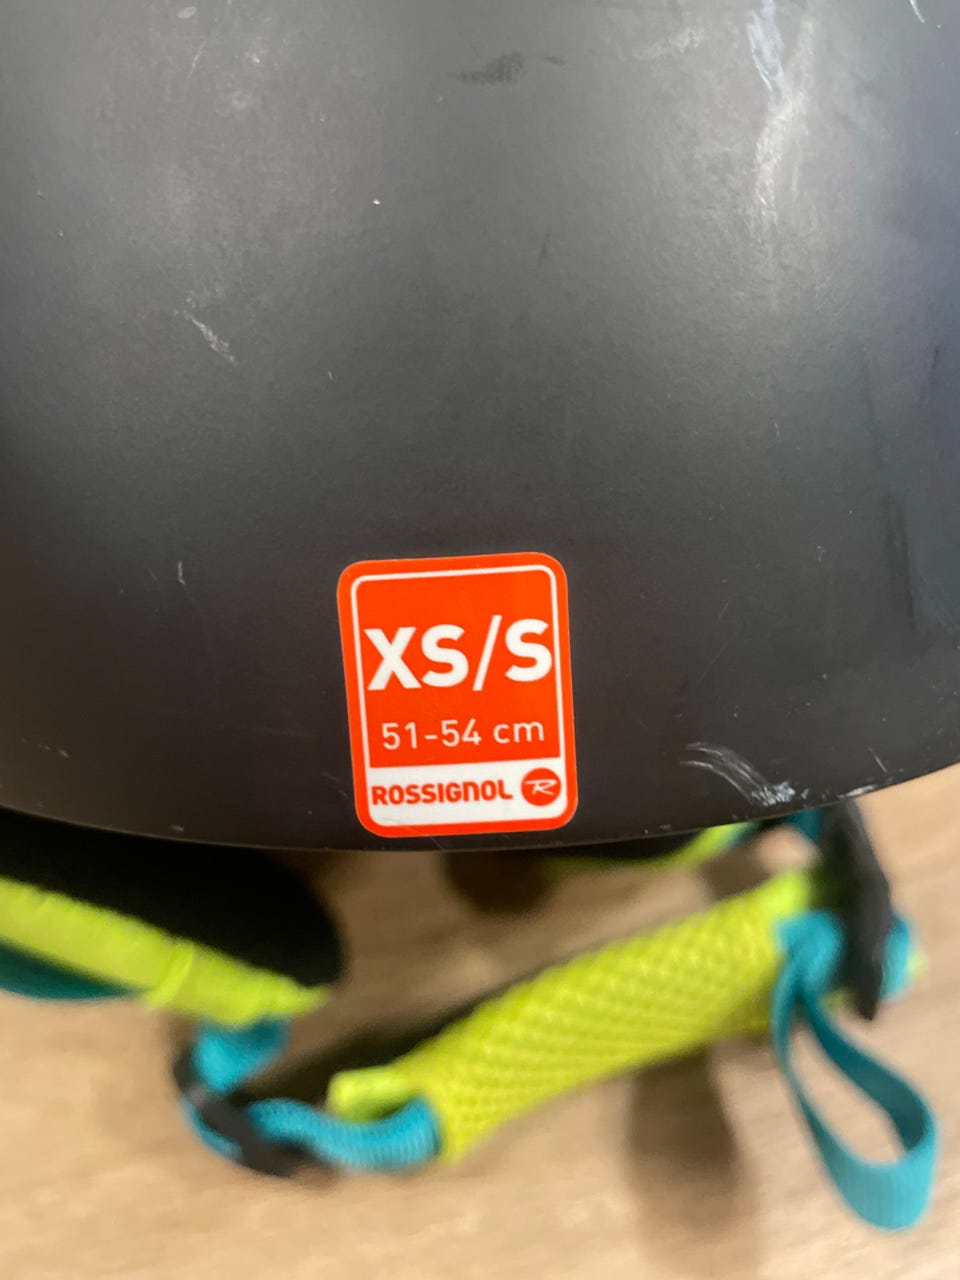 XS/S
51-54 cm
ROSSIGNOL R